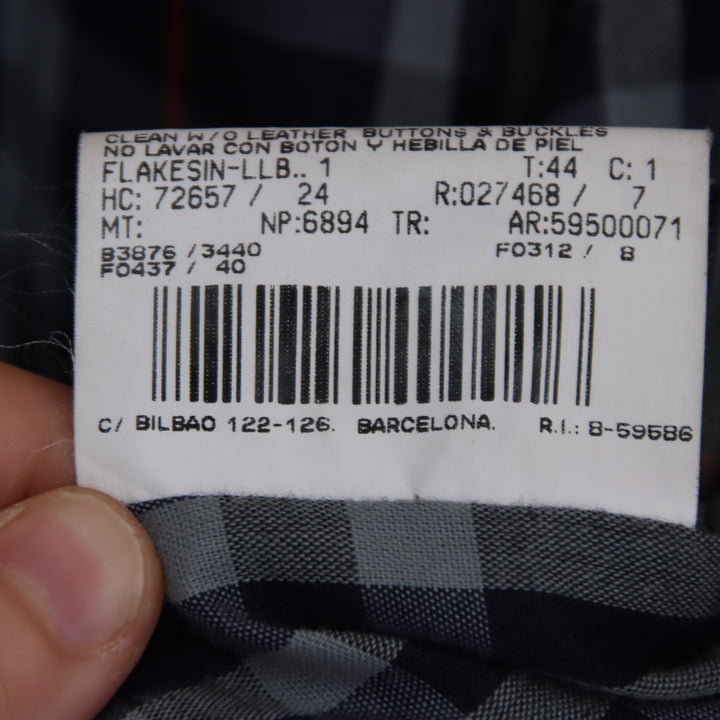 CLEAN W/O LEATHER BUTTONS & BUCKLES
NO LAVAR CON BOTON Y HEBILLA DE PIEL
FLAKESIN-LLB.. 1 T:44 C: 1
HC: 72657 / 24 R:027468 / 7
MT: NP:6894 TR: AR:59500071
B3876 /3440 F0312 / 8
F0437 / 40
C/ BILBAO 122-126. BARCELONA. R.I.: 8-59586